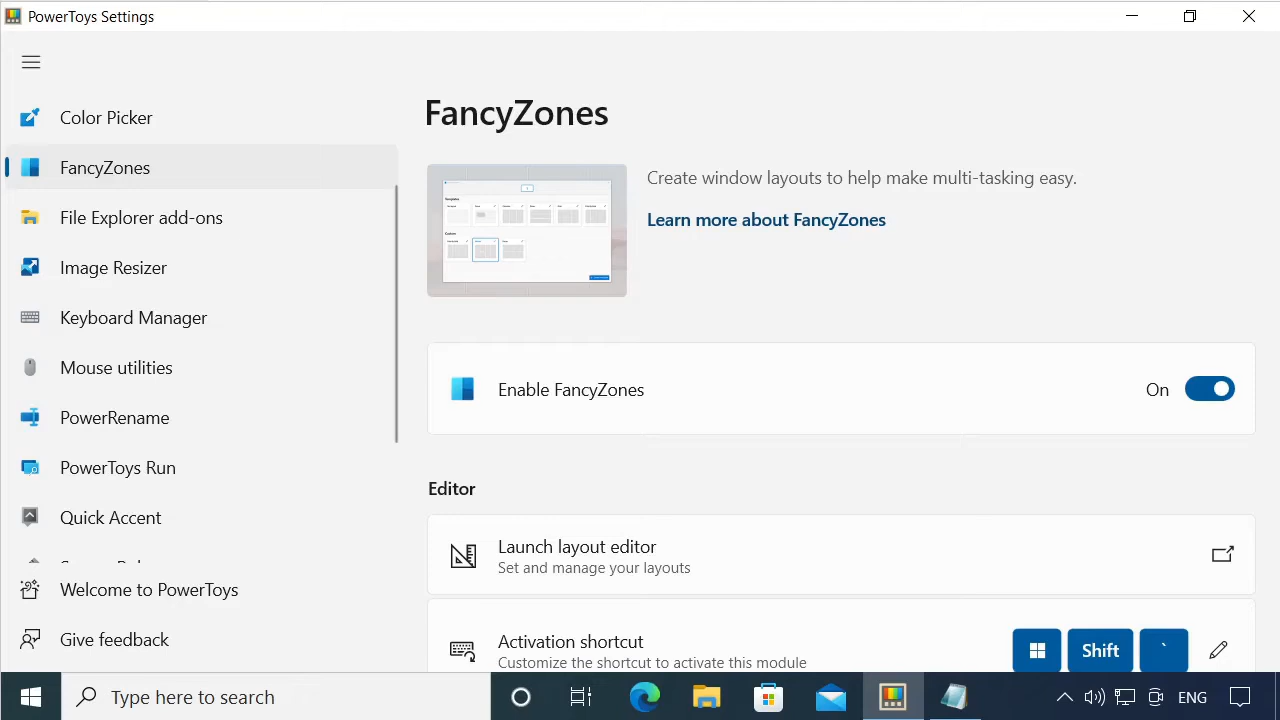 PowerToys Settings
Color Picker
FancyZones
File Explorer add-ons
Image Resizer
Keyboard Manager
Mouse utilities
PowerRename
PowerToys Run
Quick Accent
Welcome to PowerToys
Give feedback
FancyZones
Create window layouts to help make multi-tasking easy.
Learn more about FancyZones
Enable FancyZones
On
Editor
Launch layout editor
Set and manage your layouts
Activation shortcut
Customize the shortcut to activate this module
Shift
`
Type here to search
ENG